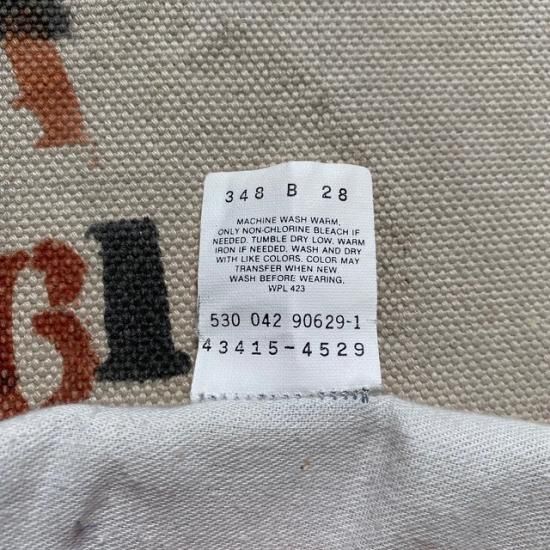 T
61
348 B 28
MACHINE WASH WARM,
ONLY NON-CHLORINE BLEACH IF
NEEDED. TUMBLE DRY LOW. WARM
IRON IF NEEDED. WASH AND DRY
WITH LIKE COLORS. COLOR MAY
TRANSFER WHEN NEW
WASH BEFORE WEARING,
WPL 423
530 042 90629-1
43415-4529